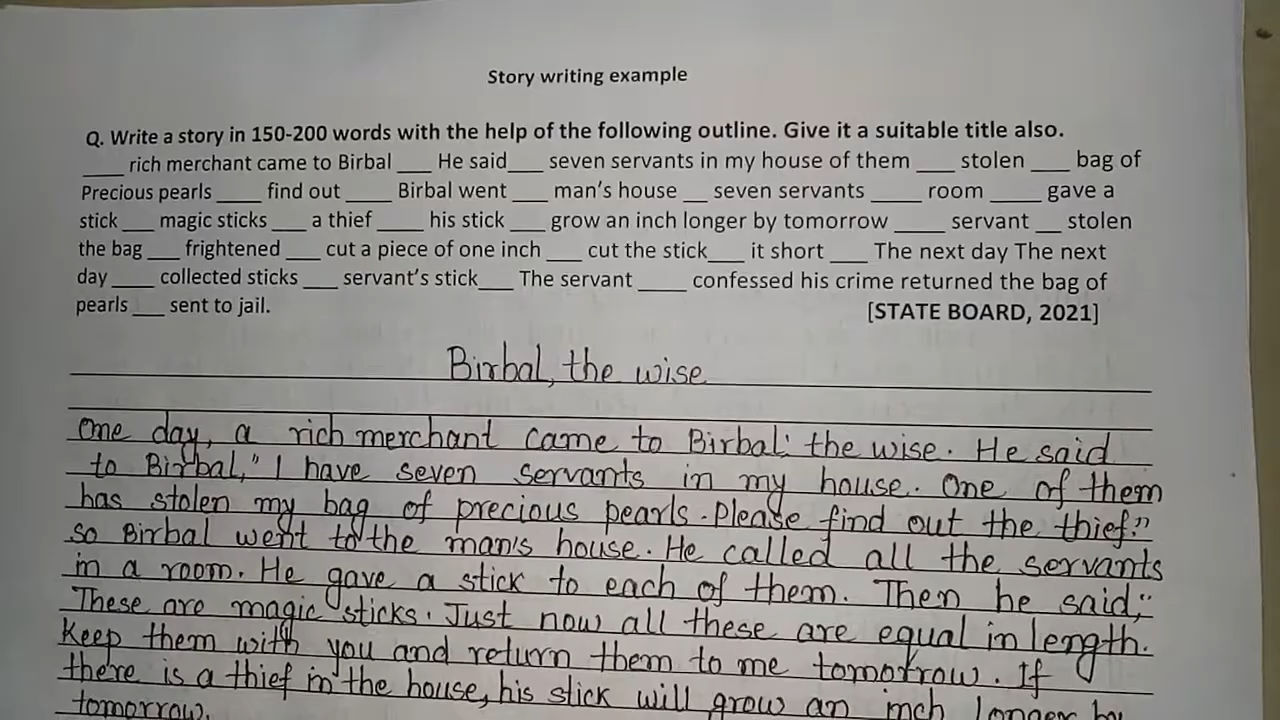 Story writing example
Q. Write a story in 150-200 words with the help of the following outline. Give it a suitable title also.
____ rich merchant came to Birbal ___ He said___ seven servants in my house of them ____ stolen ____ bag of
Precious pearls ____ find out ____ Birbal went ___ man's house __ seven servants ____ room ____ gave a
stick ___ magic sticks ___ a thief ____ his stick ___ grow an inch longer by tomorrow ____ servant __ stolen
the bag ___ frightened ___ cut a piece of one inch ___ cut the stick___ it short ___ The next day The next
day ____ collected sticks ___ servant's stick___ The servant ____ confessed his crime returned the bag of
pearls ___ sent to jail. [STATE BOARD, 2021]
Birbal, the wise
One day, a rich merchant came to Birbal: the wise. He said
to Birbal," I have seven servants in my house. One of them
has stolen my bag of precious pearls. Please find out the thief."
so Birbal went to the man's house. He called all the servants
in a room. He gave a stick to each of them. Then he said,"
These are magic sticks. Just now all these are equal in length.
Keep them with you and return them to me tomorrow. If
there is a thief in the house, his stick will grow an inch longer by
tomorrow.